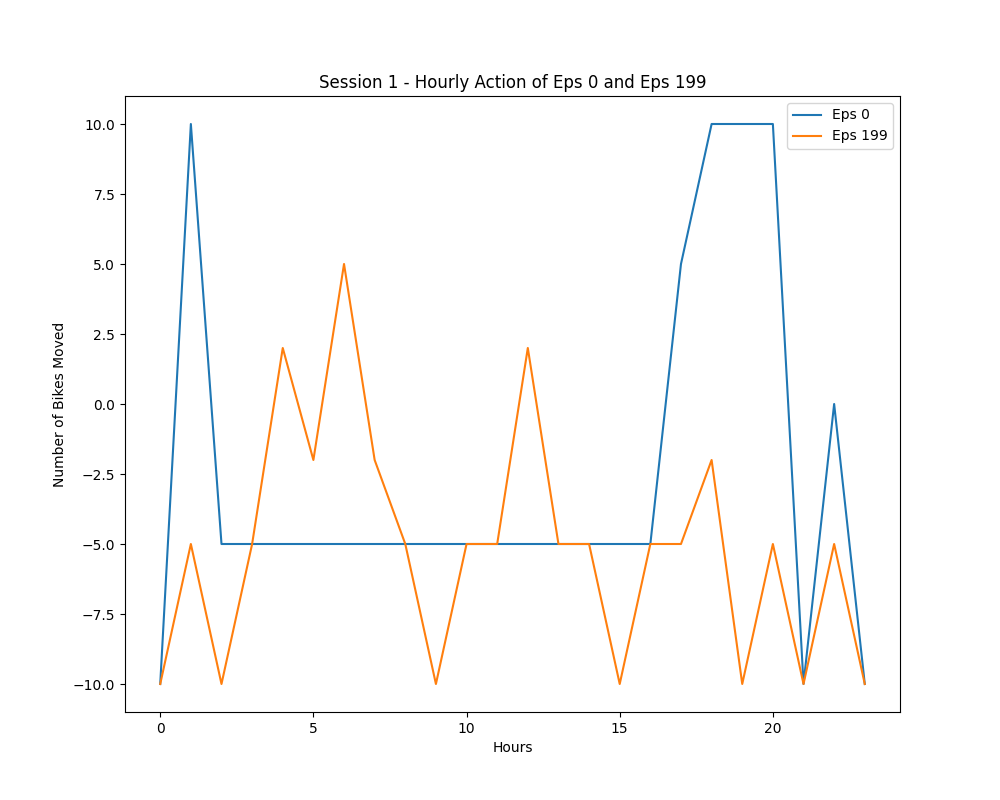 Session 1 - Hourly Action of Eps 0 and Eps 199
Eps 0
Eps 199
10.0
7.5
5.0
2.5
0.0
−2.5
−5.0
−7.5
−10.0
Number of Bikes Moved
0 5 10 15 20
Hours